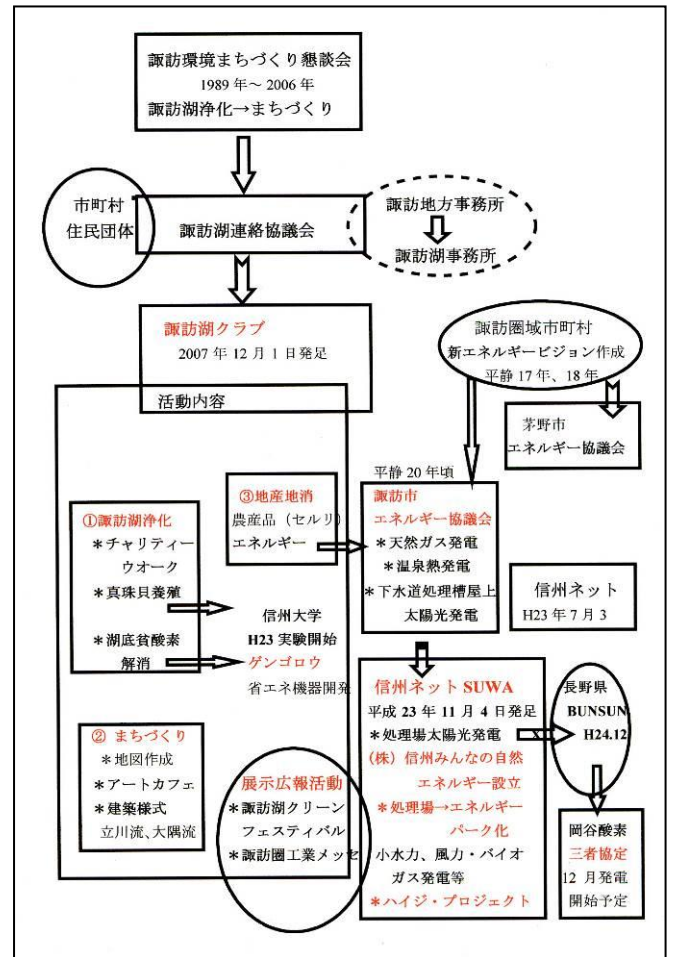 諏訪環境まちづくり懇談会
1989年～2006年
諏訪湖浄化→まちづくり
市町村
住民団体
諏訪湖連絡協議会
諏訪地方事務所
諏訪湖事務所
諏訪湖クラブ
2007年12月1日発足
活動内容
諏訪圏域市町村
新エネルギービジョン作成
平静17年、18年
茅野市
エネルギー協議会
①諏訪湖浄化
＊チャリティー
ウオーク
＊真珠貝養殖
＊湖底貧酸素
解消
③地産地消
農産品（セルリ）
エネルギー
信州大学
H23実験開始
ゲンゴロウ
省エネ機器開発
平静20年頃
諏訪市
エネルギー協議会
＊天然ガス発電
＊温泉熱発電
＊下水道処理槽屋上
太陽光発電
信州ネット
H23年7月3
② まちづくり
＊地図作成
＊アートカフェ
＊建築様式
立川流、大隅流
展示広報活動
＊諏訪湖クリーン
フェスティバル
＊諏訪圏工業メッセ
信州ネットSUWA
平成23年11月4日発足
＊処理場太陽光発電
（株）信州みんなの自然
エネルギー設立
＊処理場→エネルギー
パーク化
小水力、風力・バイオ
ガス発電等
＊ハイジ・プロジェクト
x
長野県
BUNSUN
H24.12
岡谷酸素
三者協定
12月発電
開始予定